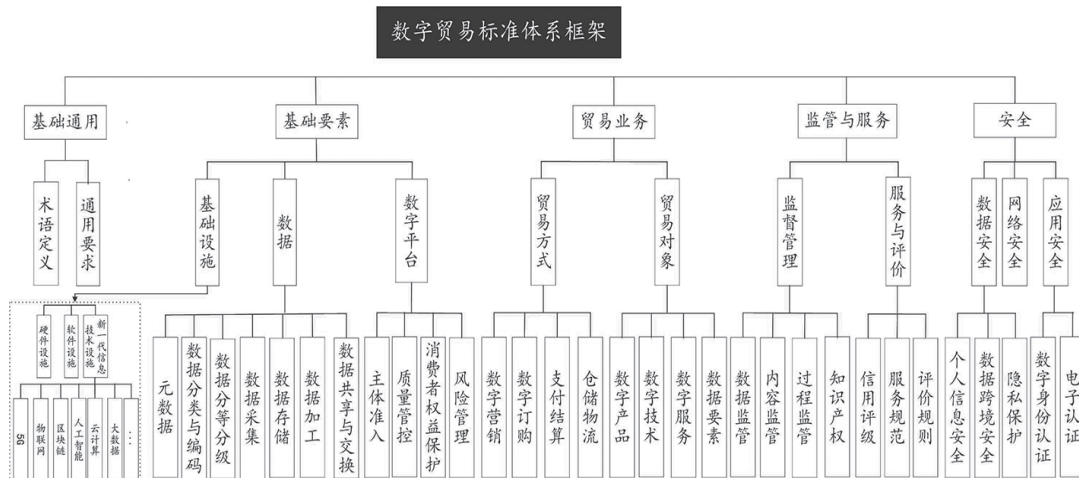 数字贸易标准体系框架
基础通用
基础要素
贸易业务
监管与服务
安全
术语定义
通用要求
基础设施
数据
数字平台
贸易方式
贸易对象
监督管理
服务与评价
数据安全
网络安全
应用安全
硬件设施
软件设施
新一代信息
技术设施
5G
物联网
区块链
人工智能
云计算
大数据
...
元数据
数据分类与编码
数据分等分级
数据采集
数据存储
数据加工
数据共享与交换
主体准入
质量管控
消费者权益保护
风险管理
数字营销
数字订购
支付结算
仓储物流
数字产品
数字技术
数字服务
数据要素
数据监管
内容监管
过程监管
知识产权
信用评级
服务规范
评价规则
个人信息安全
数据跨境安全
隐私保护
数字身份认证
电子认证